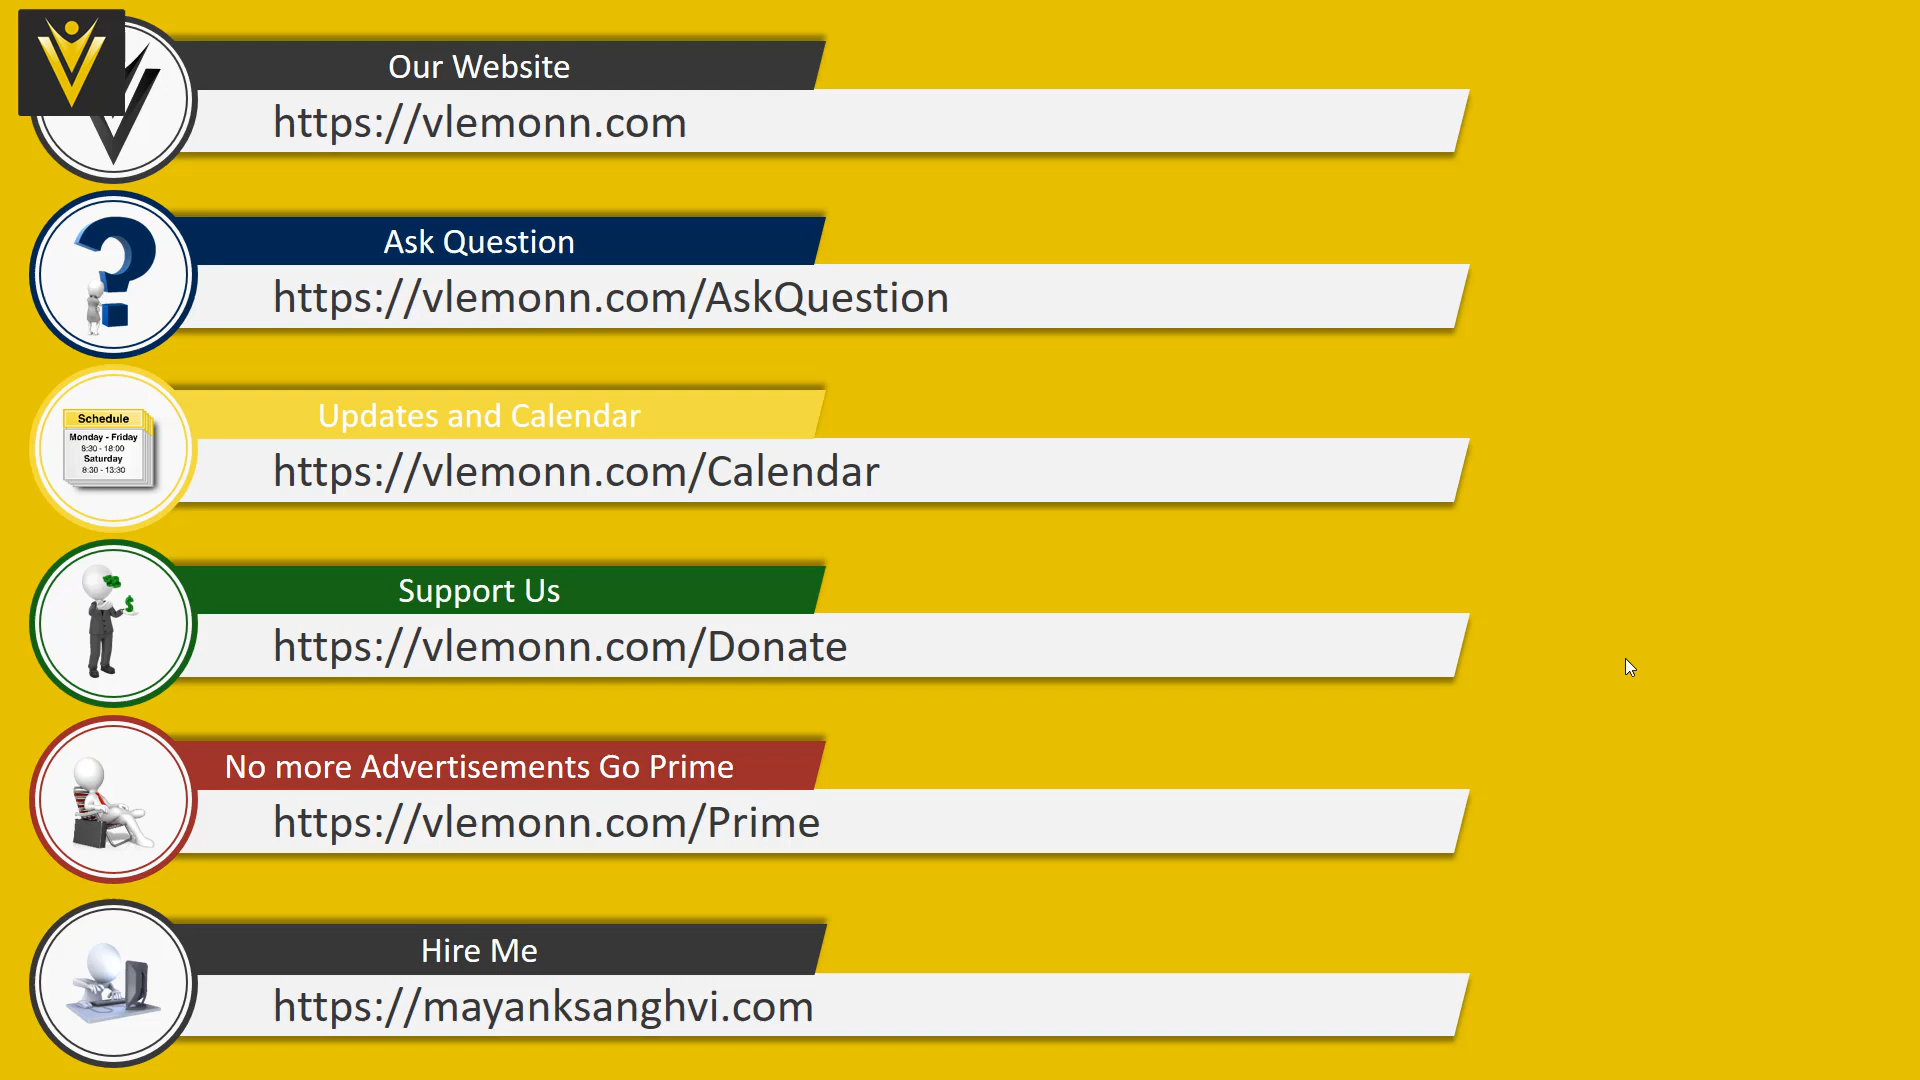 Our Website
https://vlemonn.com
Ask Question
https://vlemonn.com/AskQuestion
Updates and Calendar
https://vlemonn.com/Calendar
Schedule
Monday - Friday
8:30 - 18:00
Saturday
8:30 - 13:30
Support Us
https://vlemonn.com/Donate
No more Advertisements Go Prime
https://vlemonn.com/Prime
Hire Me
https://mayanksanghvi.com